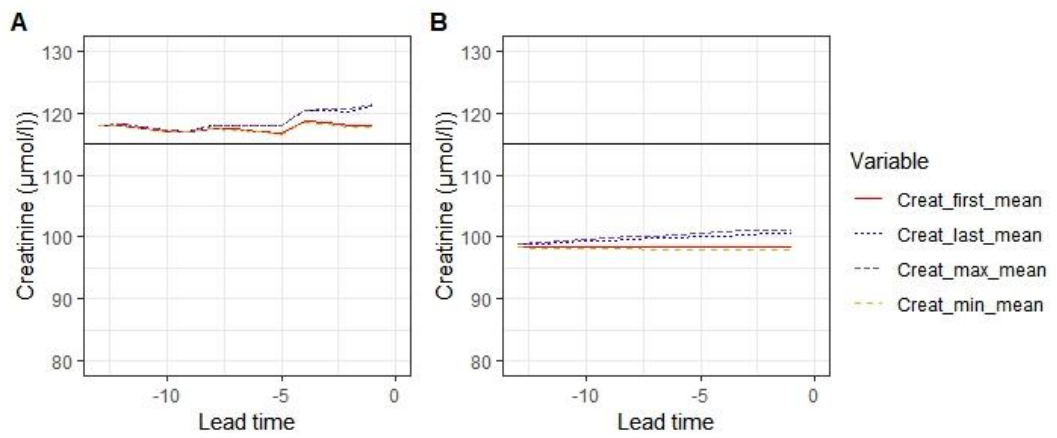 A
Creatinine (μmol/l))
130
120
110
100
90
80
-10
-5
0
Lead time
B
Creatinine (μmol/l))
130
120
110
100
90
80
-10
-5
0
Lead time
Variable
Creat_first_mean
Creat_last_mean
Creat_max_mean
Creat_min_mean